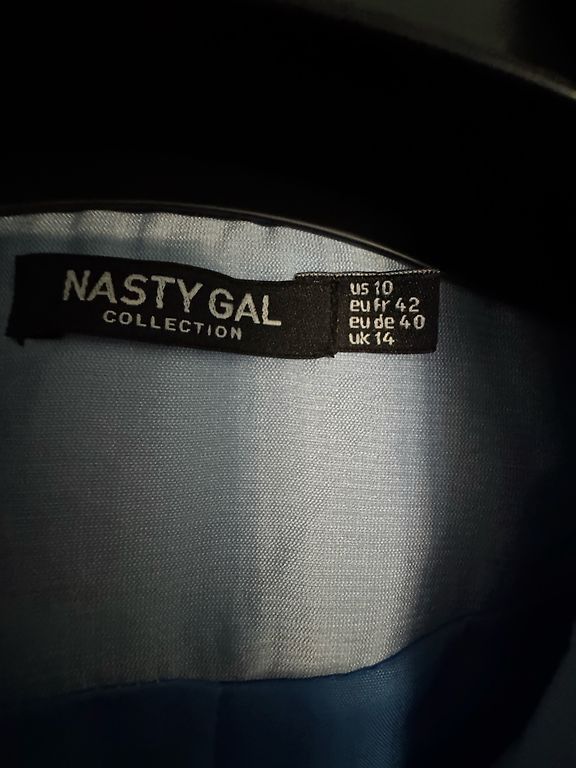 NASTY GAL
COLLECTION
us 10
eu fr 42
eu de 40
uk 14